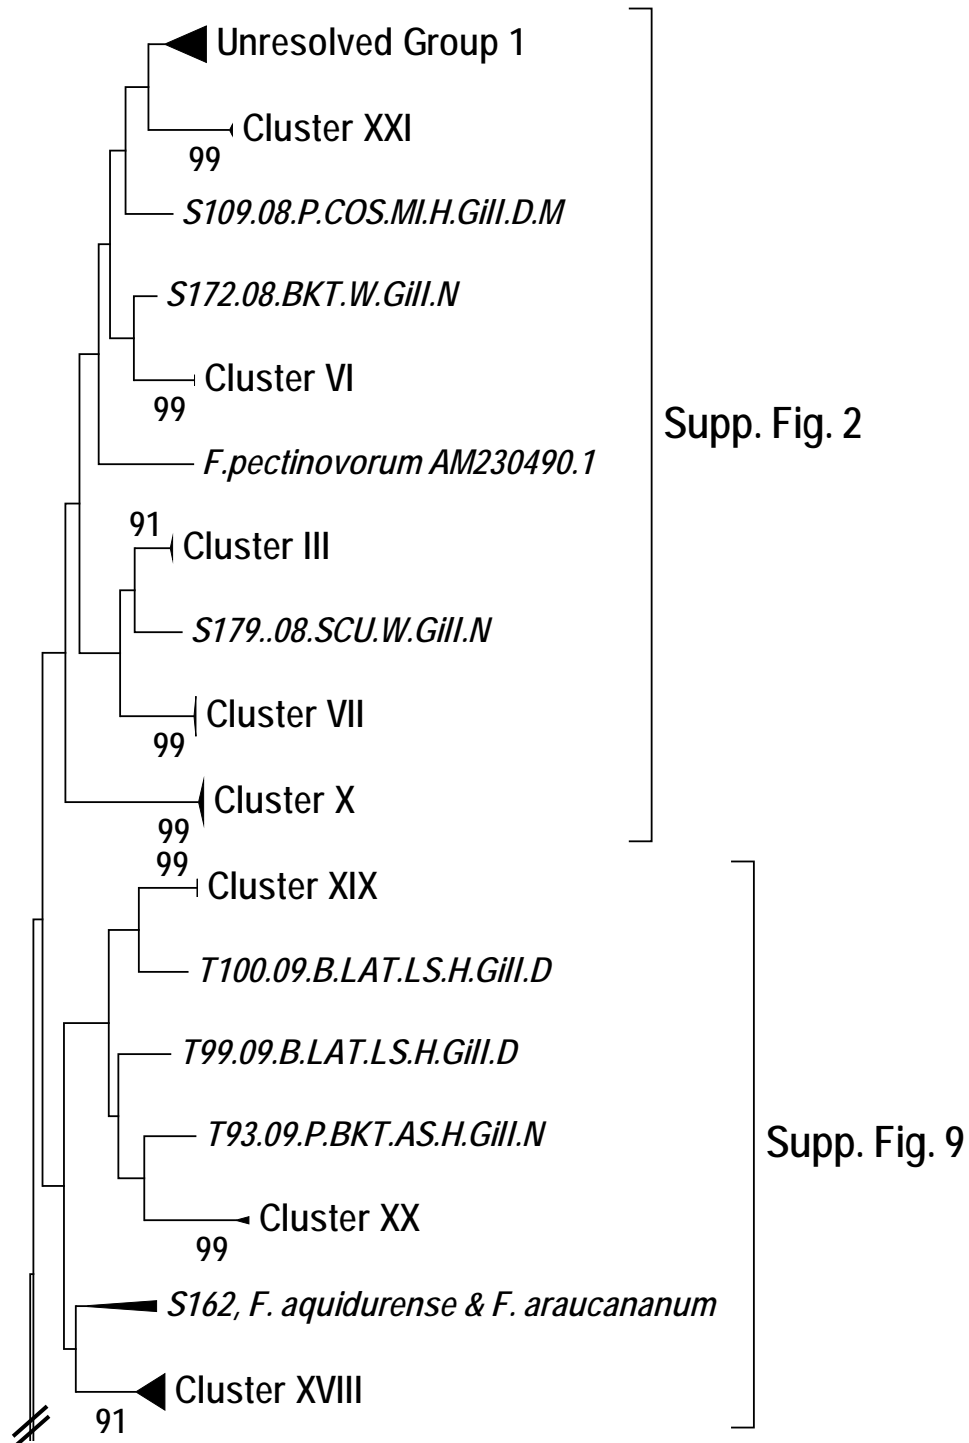 Unresolved Group 1
Cluster XXI
99
S109.08.P.COS.MI.H.Gill.D.M
S172.08.BKT.W.Gill.N
Cluster VI
99
Supp. Fig. 2
F.pectinovorum AM230490.1
91
Cluster III
S179..08.SCU.W.Gill.N
Cluster VII
99
Cluster X
99
99
Cluster XIX
T100.09.B.LAT.LS.H.Gill.D
T99.09.B.LAT.LS.H.Gill.D
T93.09.P.BKT.AS.H.Gill.N
Supp. Fig. 9
Cluster XX
99
S162, F. aquidurense & F. araucananum
Cluster XVIII
91